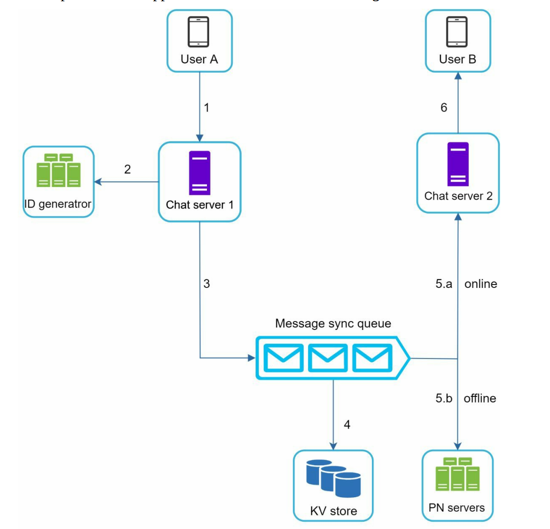 User A
User B
1
6
2
ID generatror
Chat server 1
Chat server 2
3
5.a online
Message sync queue
5.b offline
4
KV store
PN servers